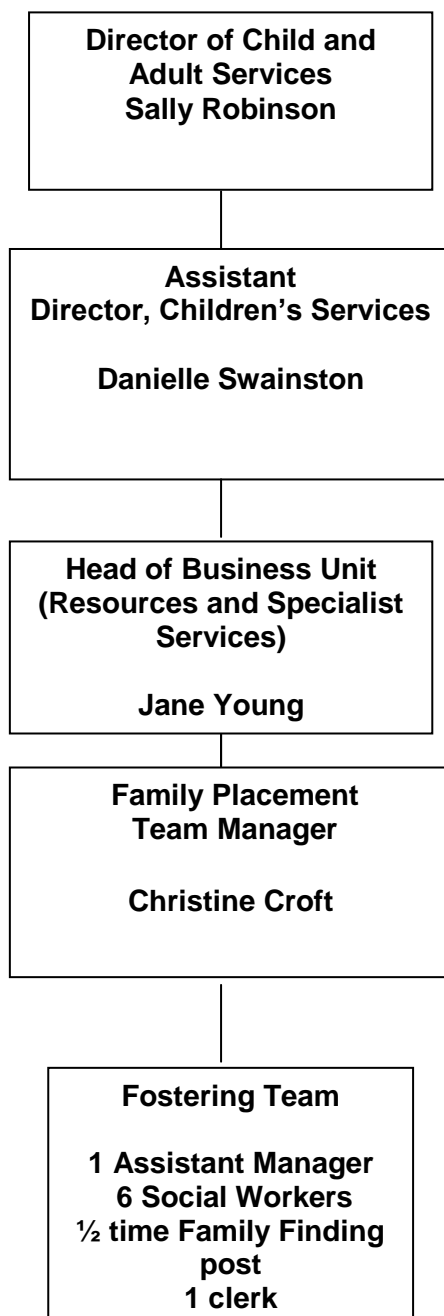 Director of Child and
Adult Services
Sally Robinson
Assistant
Director, Children’s Services
Danielle Swainston
Head of Business Unit
(Resources and Specialist
Services)
Jane Young
Family Placement
Team Manager
Christine Croft
Fostering Team
1 Assistant Manager
6 Social Workers
½ time Family Finding
post
1 clerk